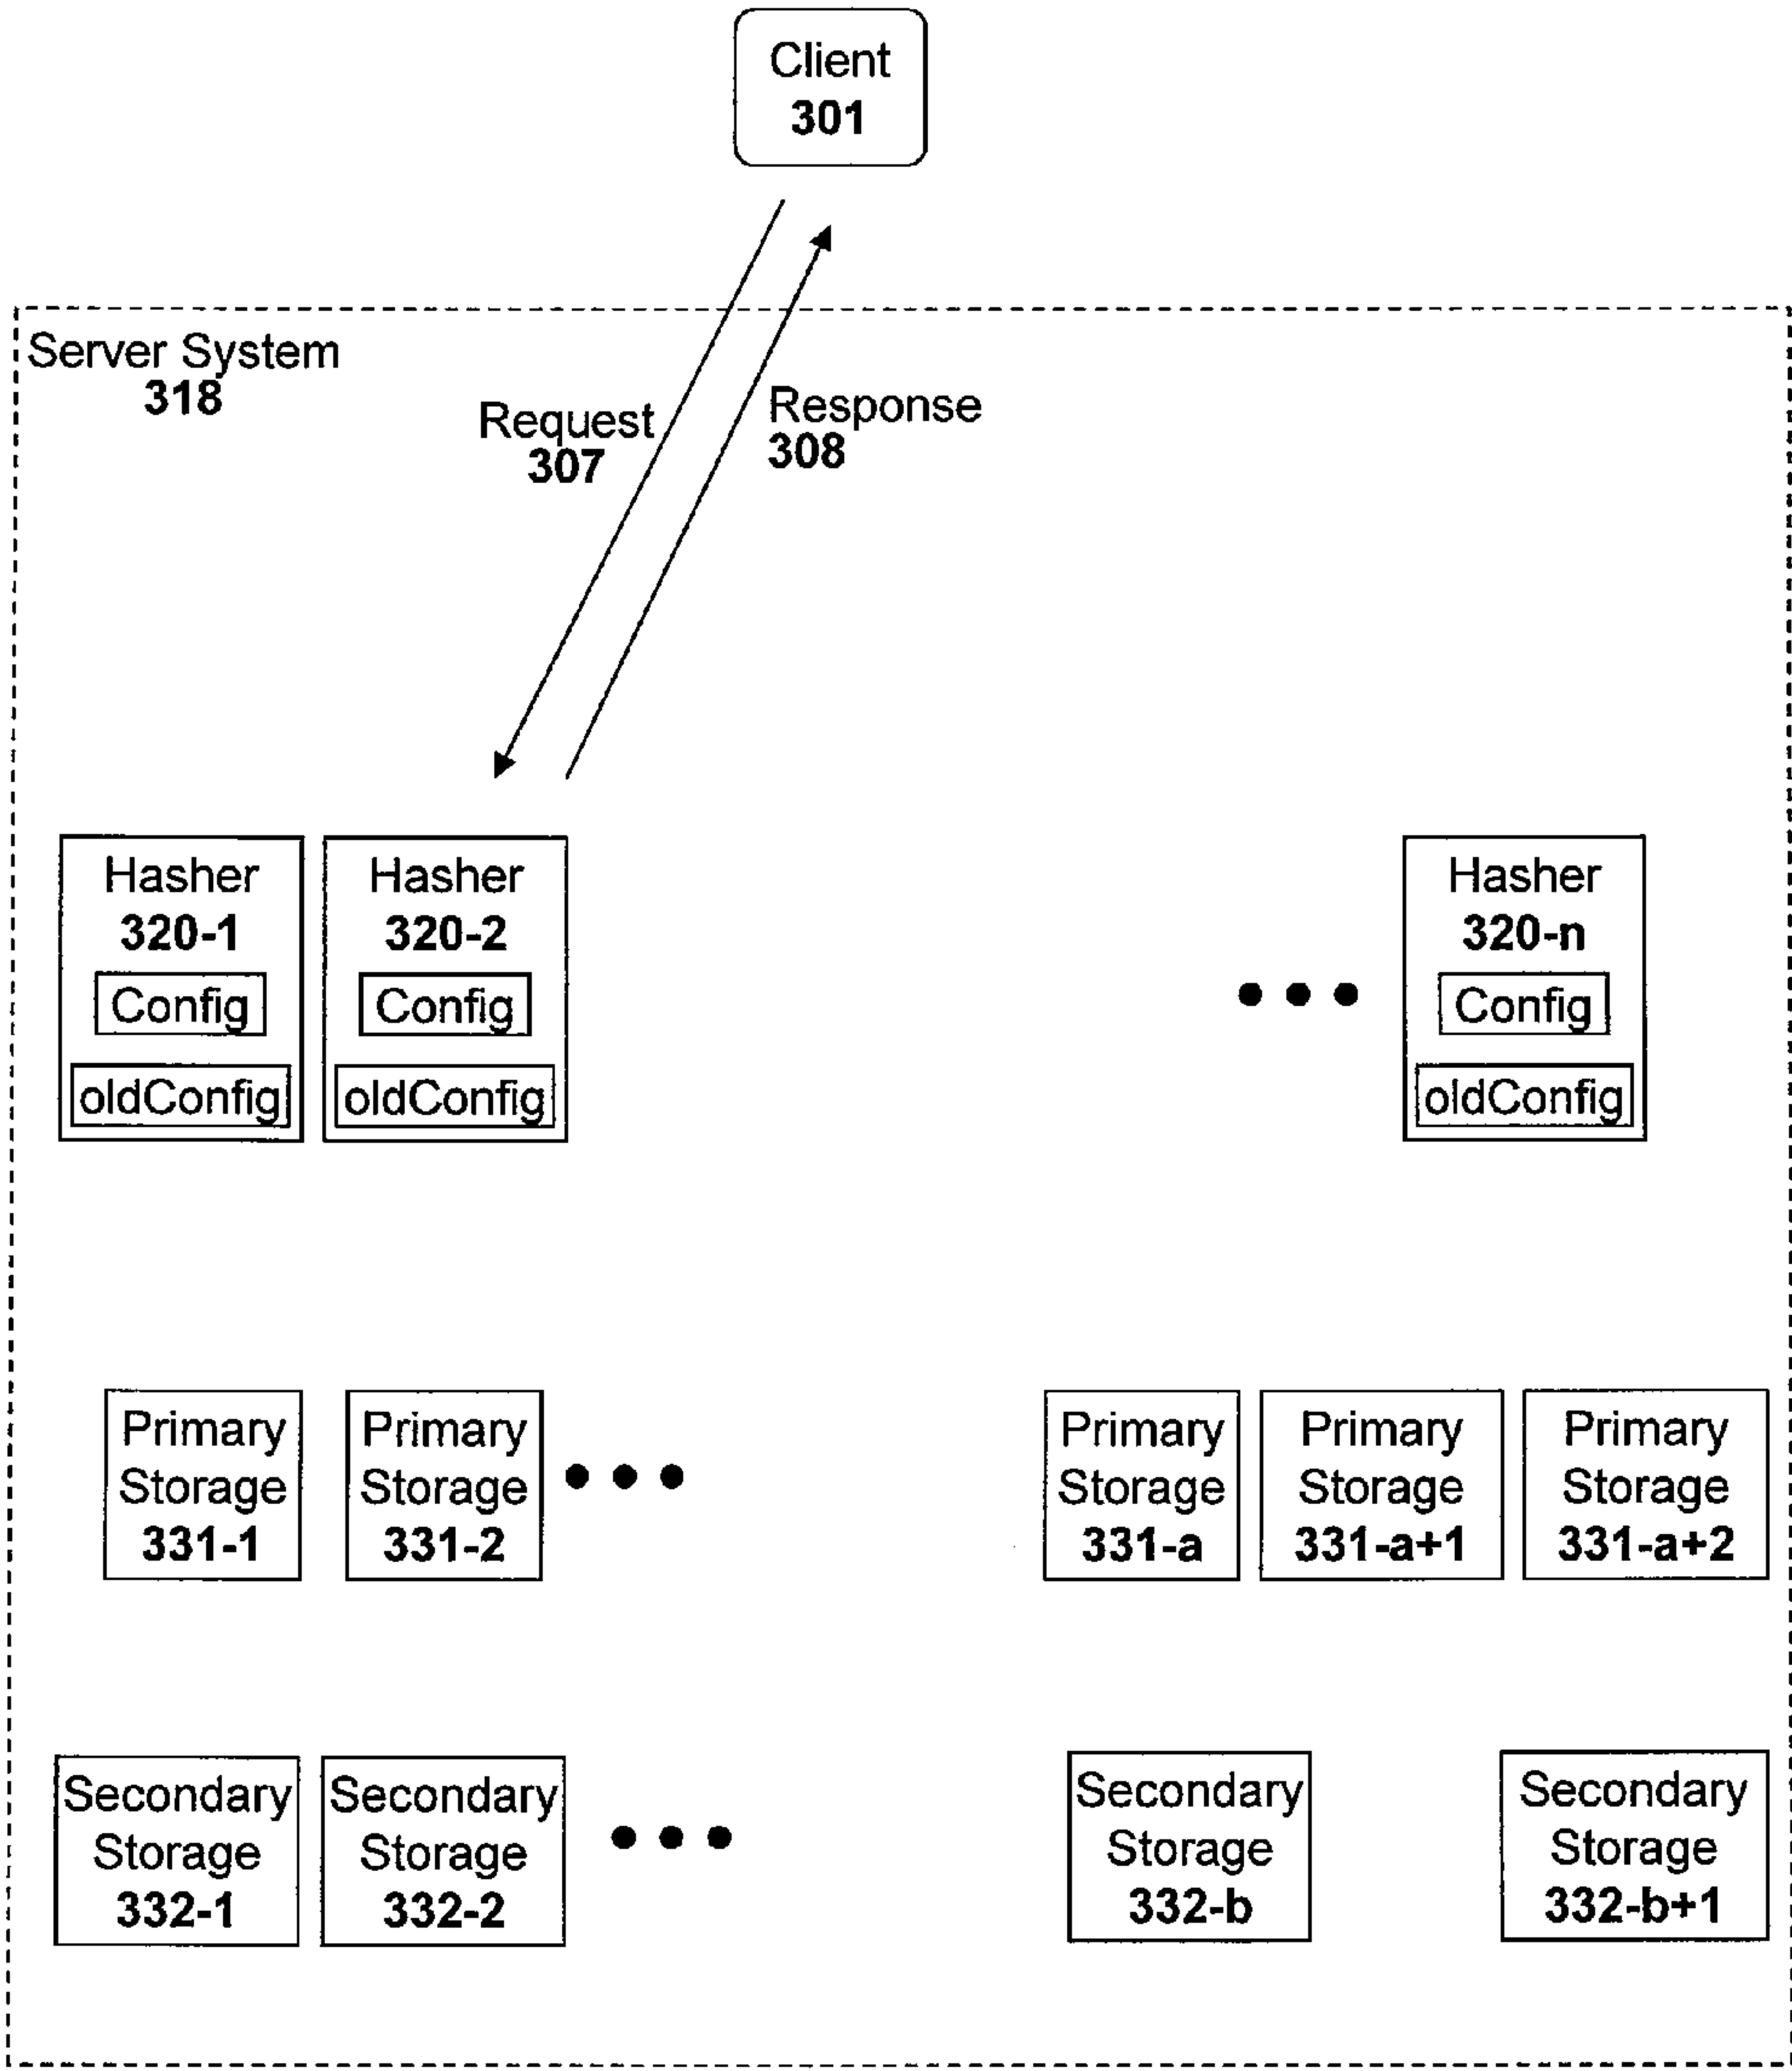 Client
301
Server System
318
Request
307
Response
308
Hasher
320-1
Config
oldConfig
Hasher
320-2
Config
oldConfig
Hasher
320-n
Config
oldConfig
Primary
Storage
331-1
Primary
Storage
331-2
Primary
Storage
331-a
Primary
Storage
331-a+1
Primary
Storage
331-a+2
Secondary
Storage
332-1
Secondary
Storage
332-2
Secondary
Storage
332-b
Secondary
Storage
332-b+1